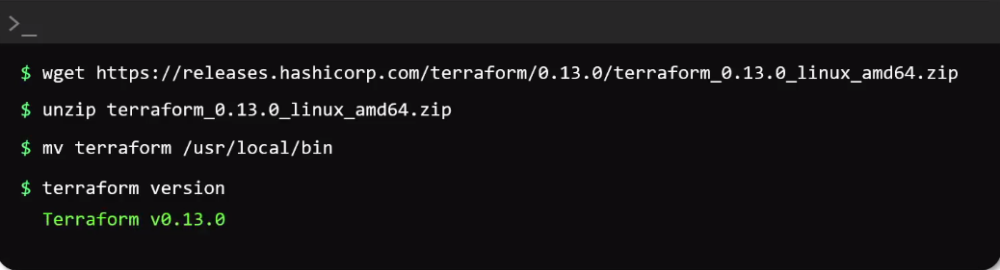 >_
$ wget https://releases.hashicorp.com/terraform/0.13.0/terraform_0.13.0_linux_amd64.zip
$ unzip terraform_0.13.0_linux_amd64.zip
$ mv terraform /usr/local/bin
$ terraform version
Terraform v0.13.0